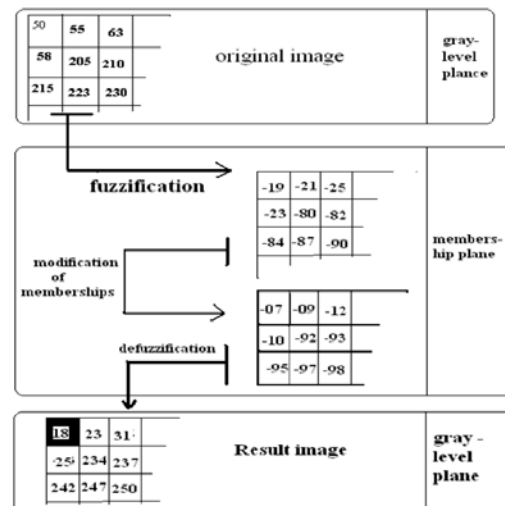 50 55 63
58 205 210
215 223 230
original image
gray-
level
plance
fuzzification
-19 -21 -25
-23 -80 -82
-84 -87 -90
modification
of
memberships
members-
hip plane
-07 -09 -12
-10 -92 -93
-95 -97 -98
defuzzification
18 23 31
25 234 237
242 247 250
Result image
gray -
level
plane